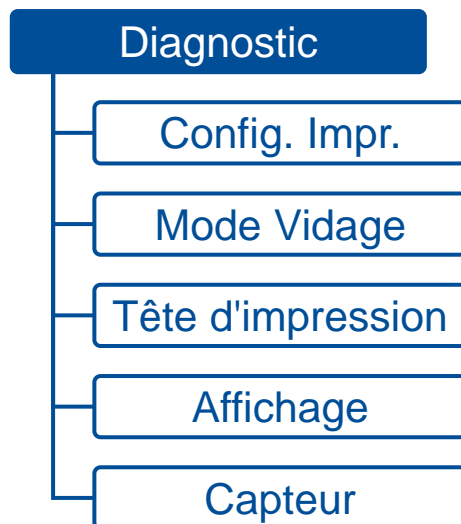 Diagnostic
Config. Impr.
Mode Vidage
Tête d'impression
Affichage
Capteur